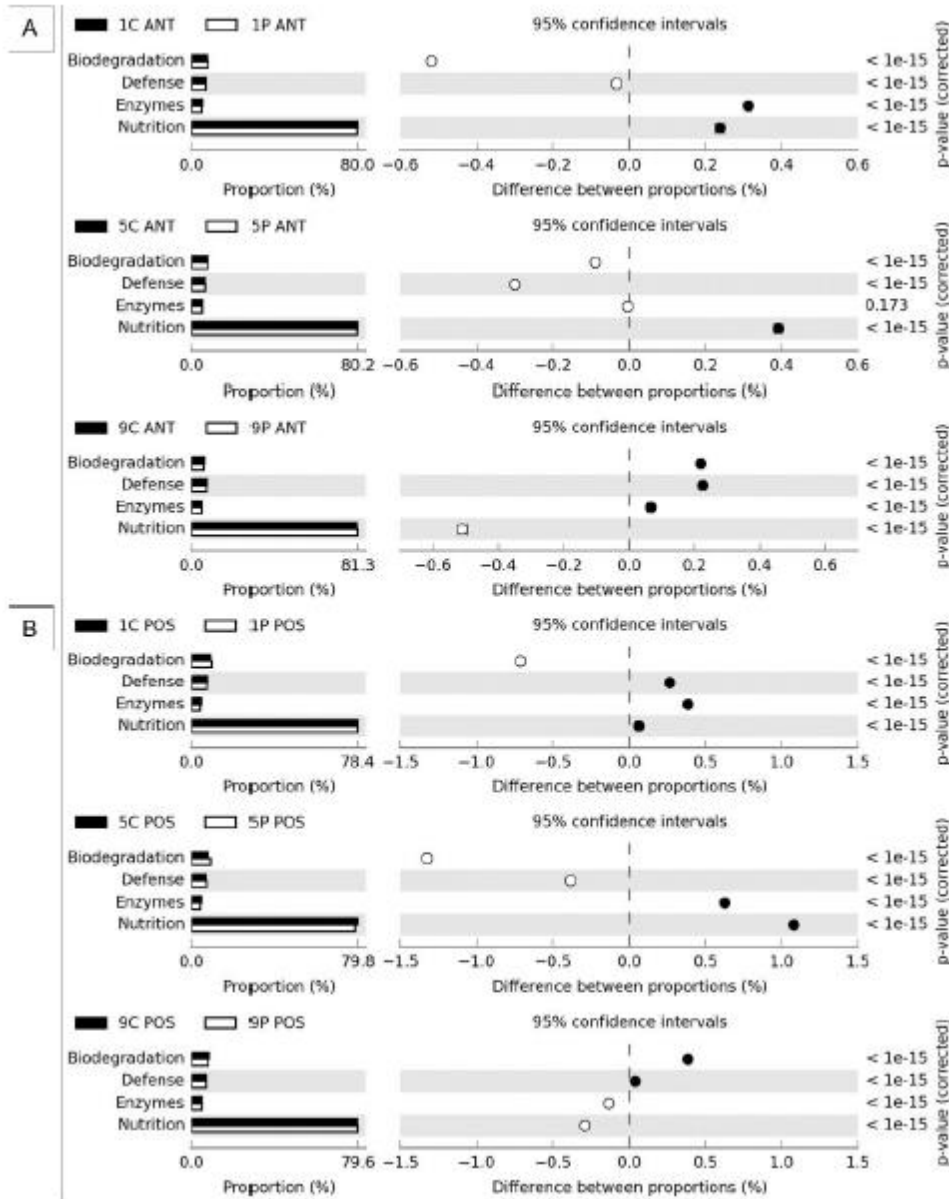 A
1C ANT 1P ANT 95% confidence intervals
Biodegradation < 1e-15
Defense < 1e-15
Enzymes < 1e-15
Nutrition < 1e-15
p-value (corrected)
0.0 80.0 −0.6 −0.4 −0.2 0.0 0.2 0.4 0.6
Proportion (%) Difference between proportions (%)
5C ANT 5P ANT 95% confidence intervals
Biodegradation < 1e-15
Defense < 1e-15
Enzymes 0.173
Nutrition < 1e-15
p-value (corrected)
0.0 80.2 −0.6 −0.4 −0.2 0.0 0.2 0.4 0.6
Proportion (%) Difference between proportions (%)
9C ANT 9P ANT 95% confidence intervals
Biodegradation < 1e-15
Defense < 1e-15
Enzymes < 1e-15
Nutrition < 1e-15
p-value (corrected)
0.0 81.3 −0.6 −0.4 −0.2 0.0 0.2 0.4 0.6
Proportion (%) Difference between proportions (%)
B
1C POS 1P POS 95% confidence intervals
Biodegradation < 1e-15
Defense < 1e-15
Enzymes < 1e-15
Nutrition < 1e-15
p-value (corrected)
0.0 78.4 −1.5 −1.0 −0.5 0.0 0.5 1.0 1.5
Proportion (%) Difference between proportions (%)
5C POS 5P POS 95% confidence intervals
Biodegradation < 1e-15
Defense < 1e-15
Enzymes < 1e-15
Nutrition < 1e-15
p-value (corrected)
0.0 79.8 −1.5 −1.0 −0.5 0.0 0.5 1.0 1.5
Proportion (%) Difference between proportions (%)
9C POS 9P POS 95% confidence intervals
Biodegradation < 1e-15
Defense < 1e-15
Enzymes < 1e-15
Nutrition < 1e-15
p-value (corrected)
0.0 79.6 −1.5 −1.0 −0.5 0.0 0.5 1.0 1.5
Proportion (%) Difference between proportions (%)